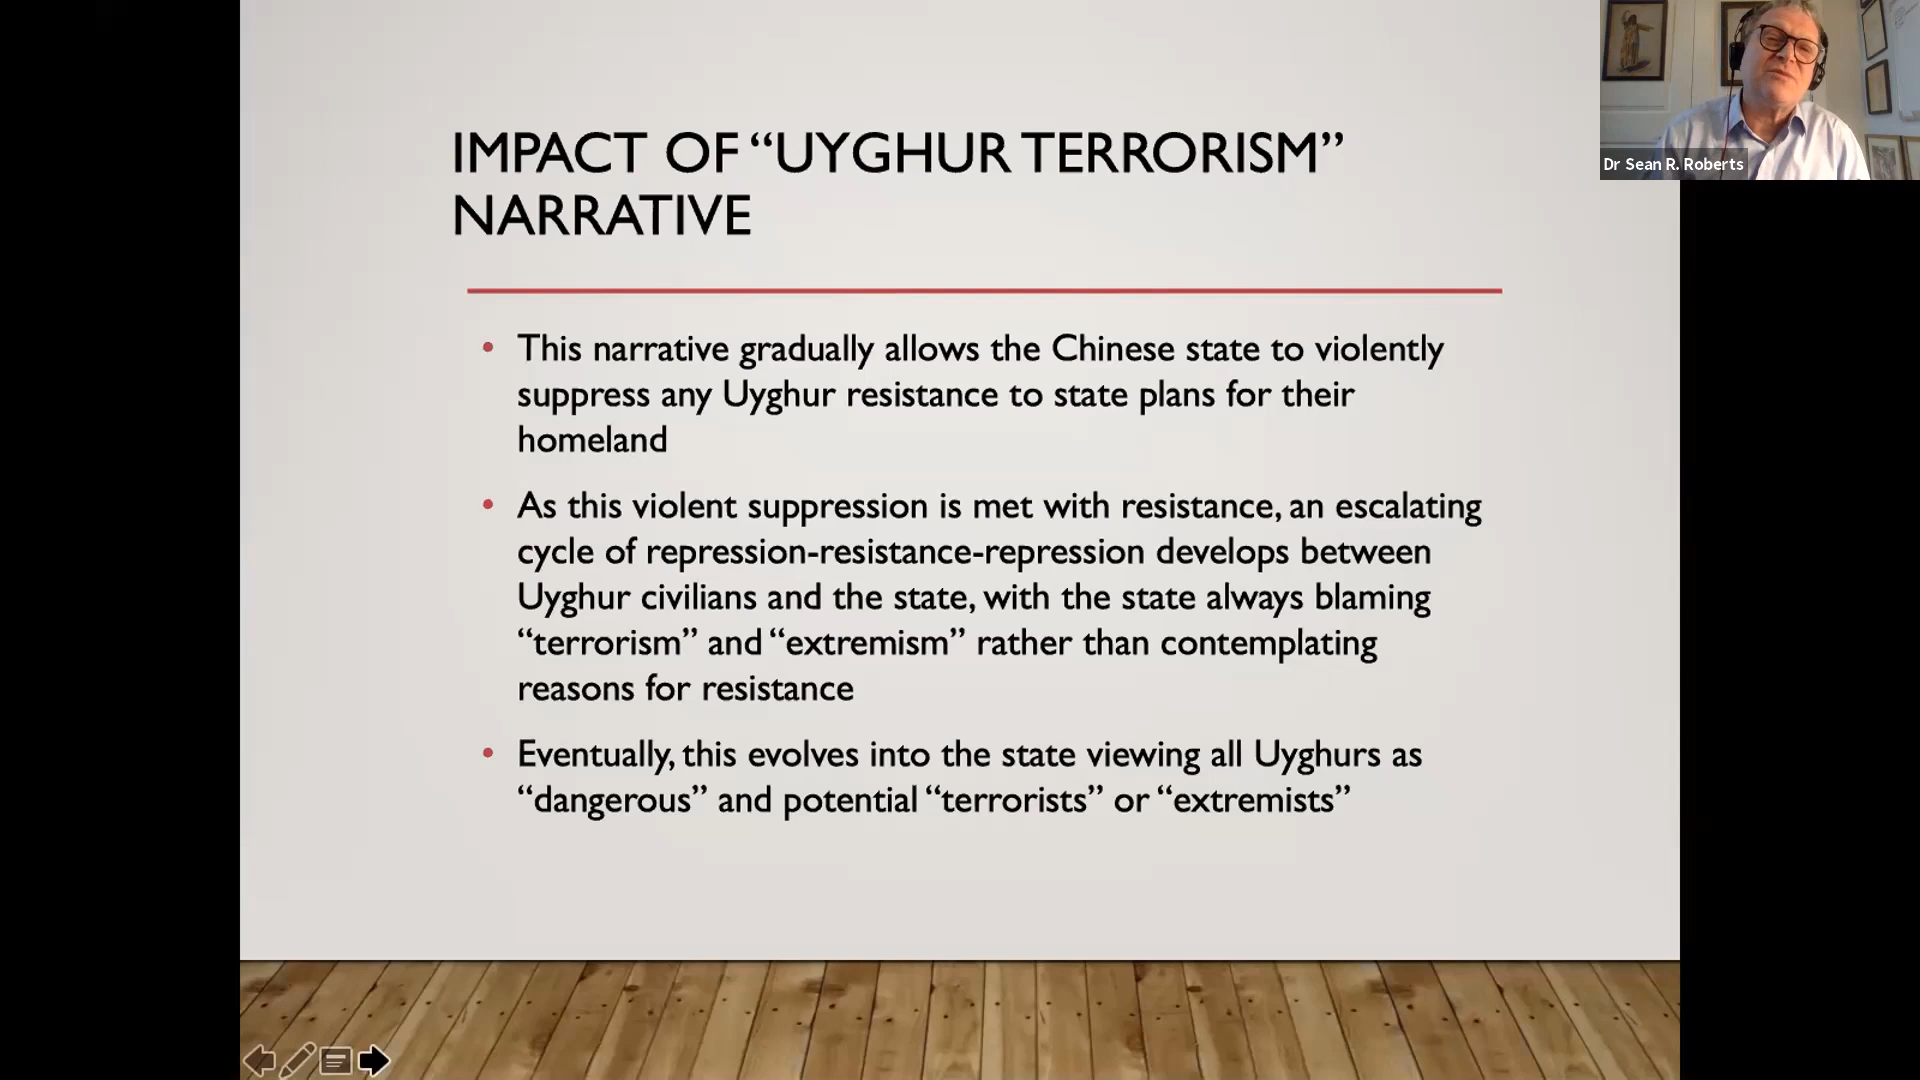 IMPACT OF “UYGHUR TERRORISM”
NARRATIVE
• This narrative gradually allows the Chinese state to violently
suppress any Uyghur resistance to state plans for their
homeland
• As this violent suppression is met with resistance, an escalating
cycle of repression-resistance-repression develops between
Uyghur civilians and the state, with the state always blaming
“terrorism” and “extremism” rather than contemplating
reasons for resistance
• Eventually, this evolves into the state viewing all Uyghurs as
“dangerous” and potential “terrorists” or “extremists”
Dr Sean R. Roberts